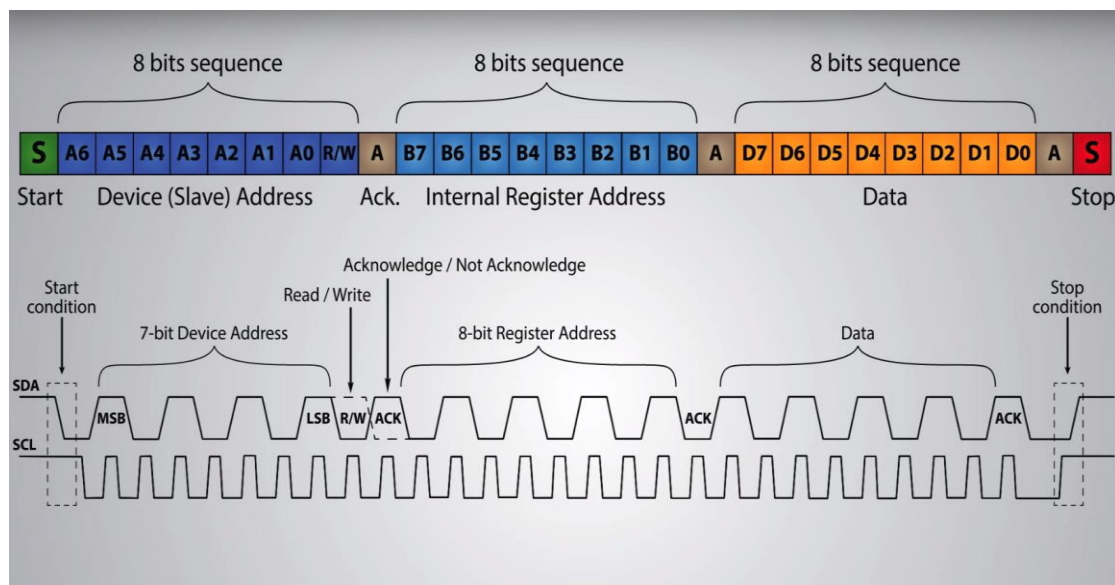 8 bits sequence 8 bits sequence 8 bits sequence
S A6 A5 A4 A3 A2 A1 A0 R/W A B7 B6 B5 B4 B3 B2 B1 B0 A D7 D6 D5 D4 D3 D2 D1 D0 A S
Start Device (Slave) Address Ack. Internal Register Address Data Stop
Acknowledge / Not Acknowledge
Start
condition
Read / Write
Stop
condition
7-bit Device Address 8-bit Register Address Data
SDA
MSB LSB R/W ACK ACK ACK
SCL